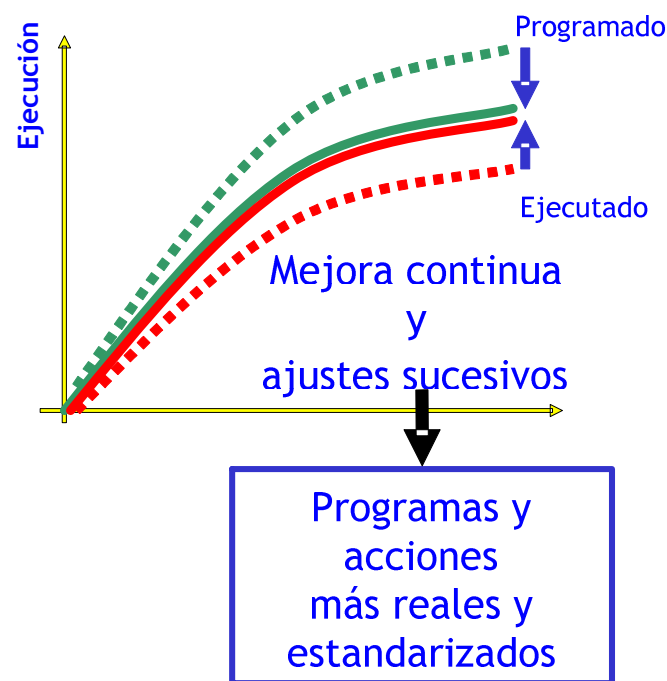 Programado
Ejecución
Ejecutado
Mejora continua
y
ajustes sucesivos
Programas y
acciones
más reales y
estandarizados